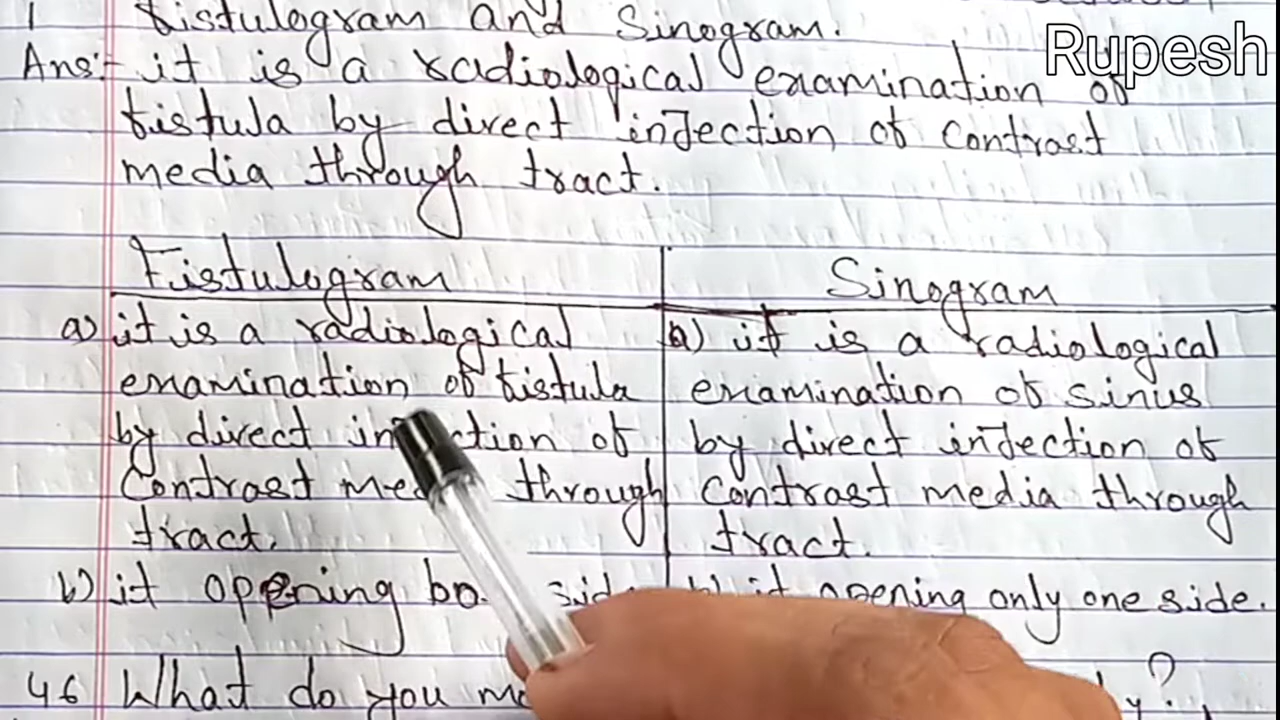 Fistulogram and Sinogram.
Rupesh
Ans:- it is a radiological examination of
fistula by direct injection of contrast
media through tract.
Fistulogram
Sinogram
a) it is a radiological
examination of fistula
by direct in ction of
Contrast med through
tract.
b) it opening bo side
a) it is a radiological
examination of sinus
by direct injection of
contrast media through
tract.
b) it opening only one side.
46 What do you